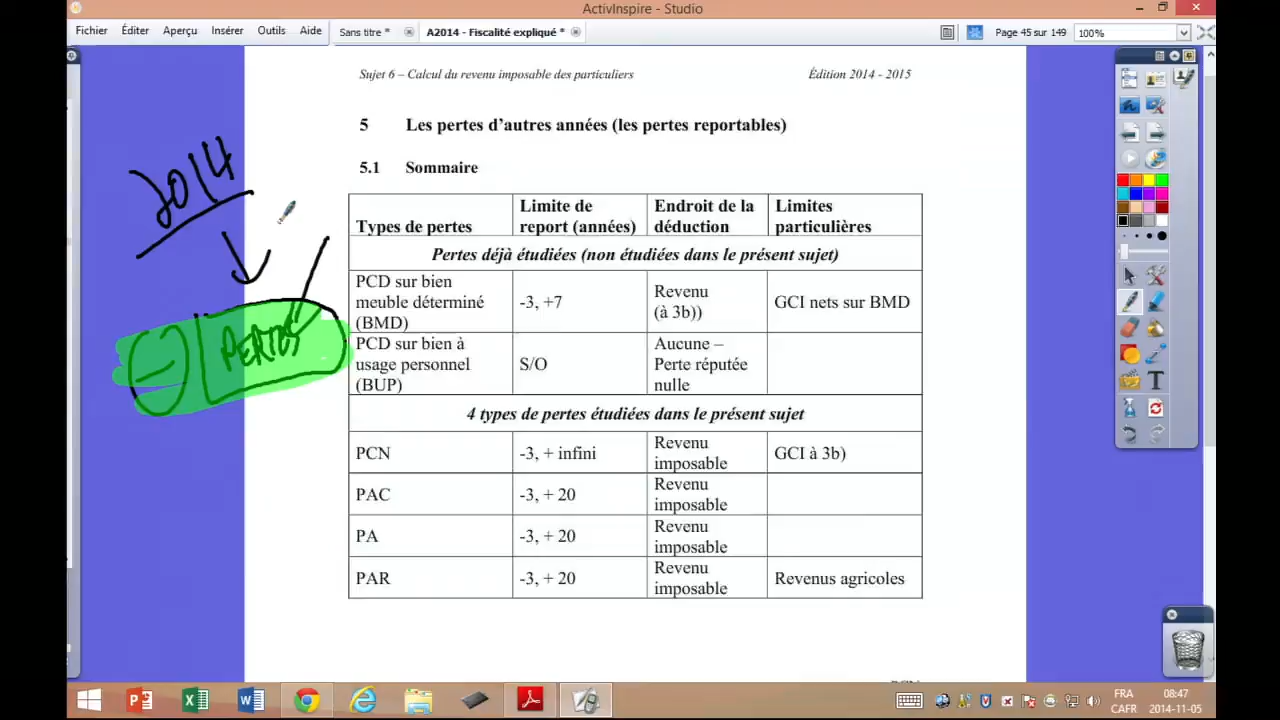 ActivInspire - Studio
Fichier Éditer Aperçu Insérer Outils Aide Sans titre * A2014 - Fiscalité expliqué * Page 45 sur 149 100%
Sujet 6 – Calcul du revenu imposable des particuliers Édition 2014 - 2015
5 Les pertes d'autres années (les pertes reportables)
5.1 Sommaire
2014
PERTES
Types de pertes Limite de report (années) Endroit de la déduction Limites particulières
Pertes déjà étudiées (non étudiées dans le présent sujet)
PCD sur bien meuble déterminé (BMD) -3, +7 Revenu (à 3b)) GCI nets sur BMD
PCD sur bien à usage personnel (BUP) S/O Aucune – Perte réputée nulle
4 types de pertes étudiées dans le présent sujet
PCN -3, + infini Revenu imposable GCI à 3b)
PAC -3, + 20 Revenu imposable
PA -3, + 20 Revenu imposable
PAR -3, + 20 Revenu imposable Revenus agricoles
FRA 08:47
CAFR 2014-11-05